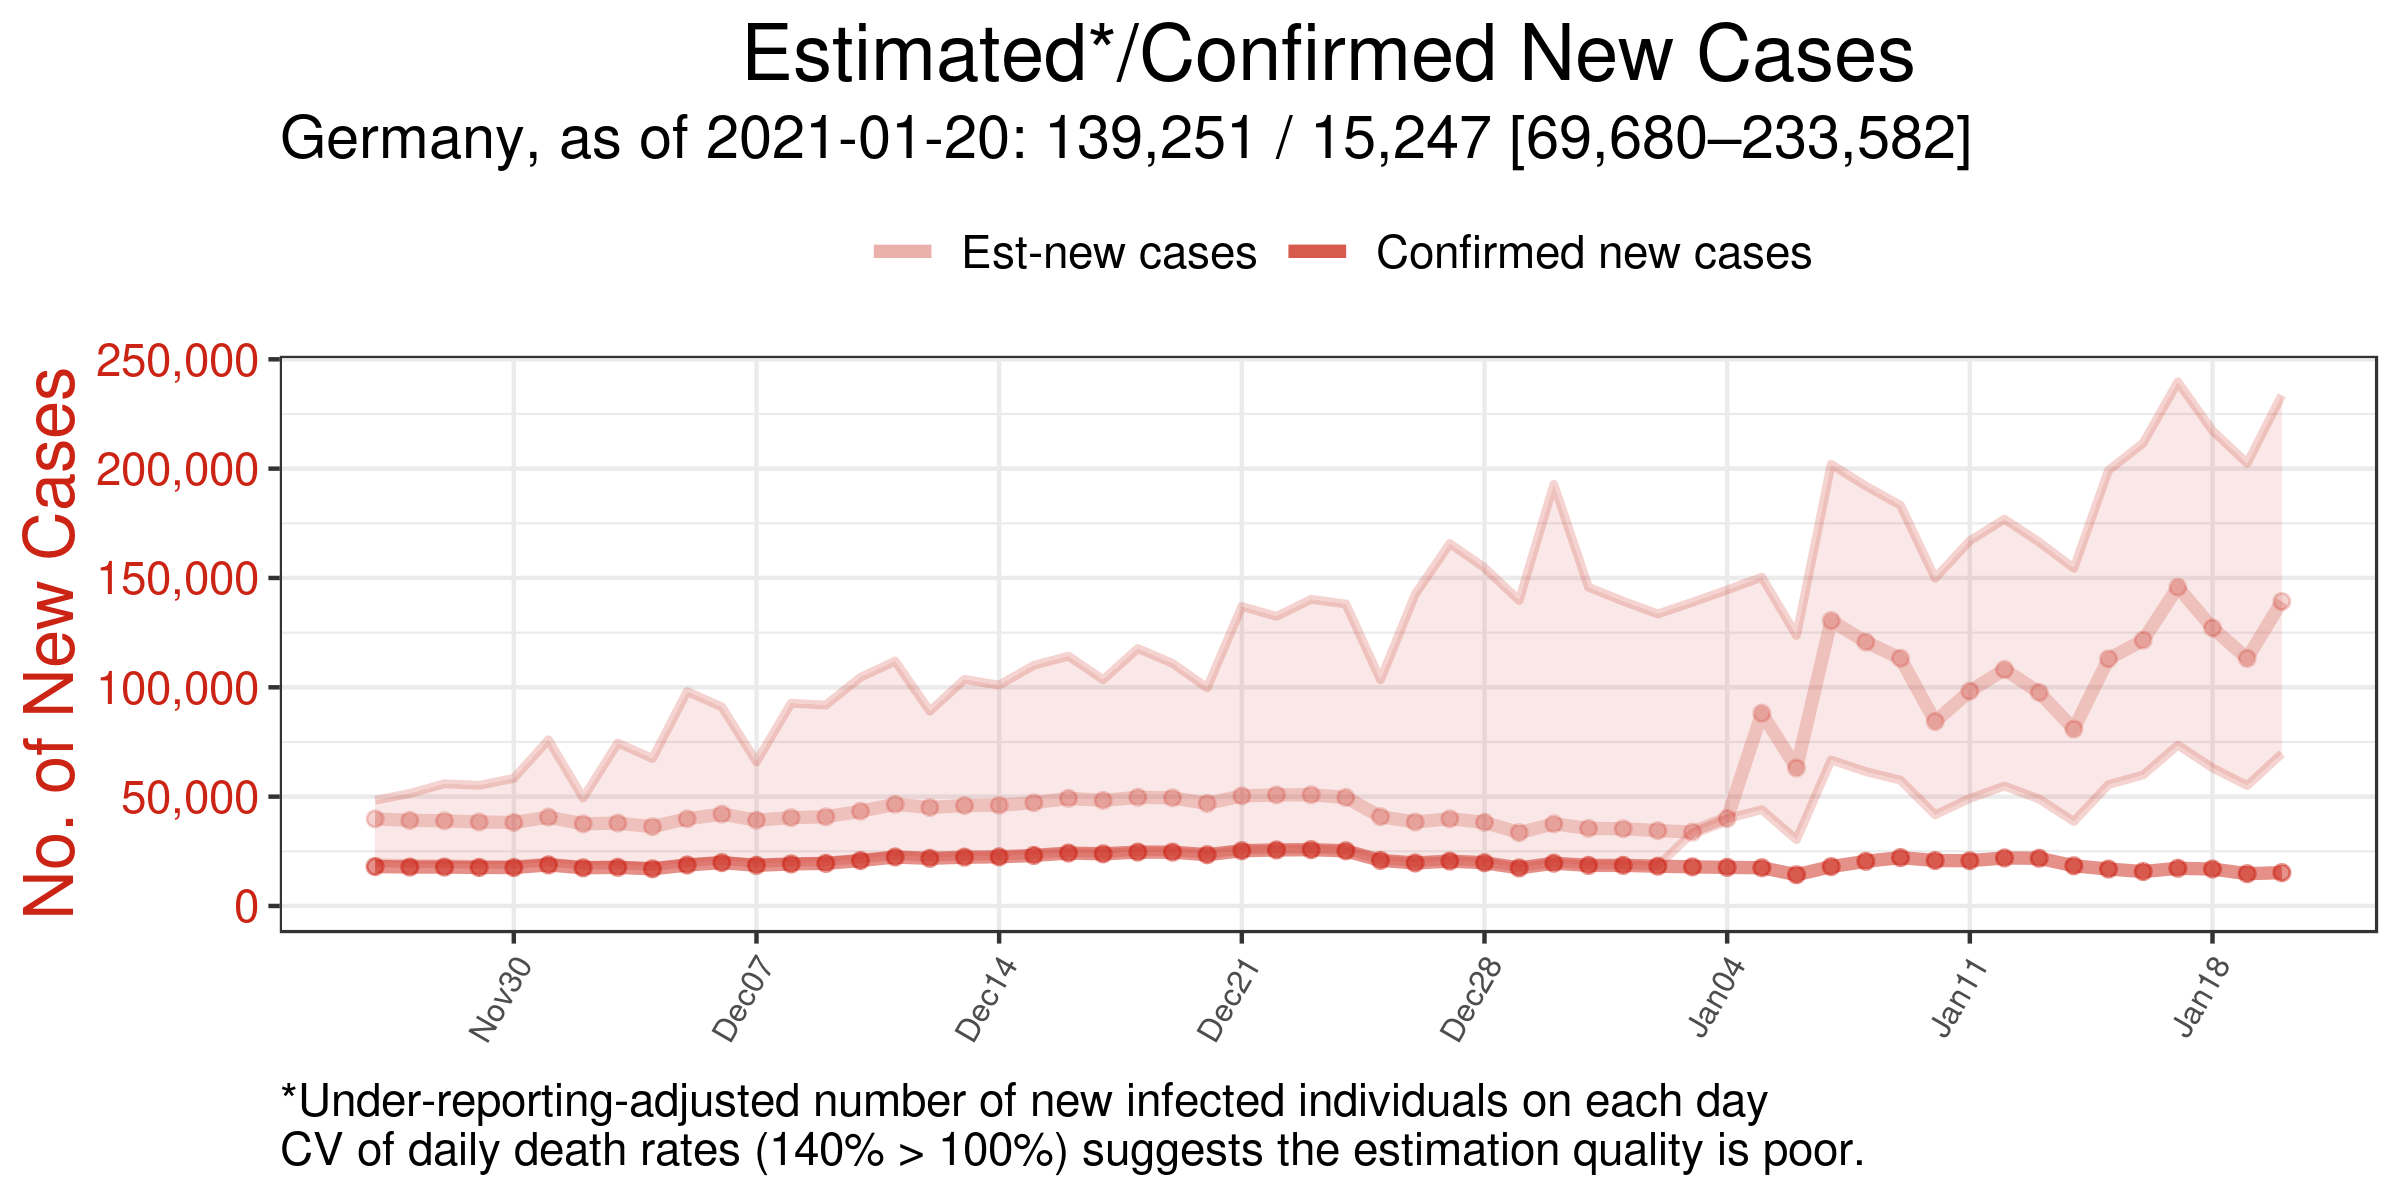 Estimated*/Confirmed New Cases
Germany, as of 2021-01-20: 139,251 / 15,247 [69,680–233,582]
Est-new cases
Confirmed new cases
No. of New Cases
250,000
200,000
150,000
100,000
50,000
0
Nov30
Dec07
Dec14
Dec21
Dec28
Jan04
Jan11
Jan18
*Under-reporting-adjusted number of new infected individuals on each day
CV of daily death rates (140% > 100%) suggests the estimation quality is poor.